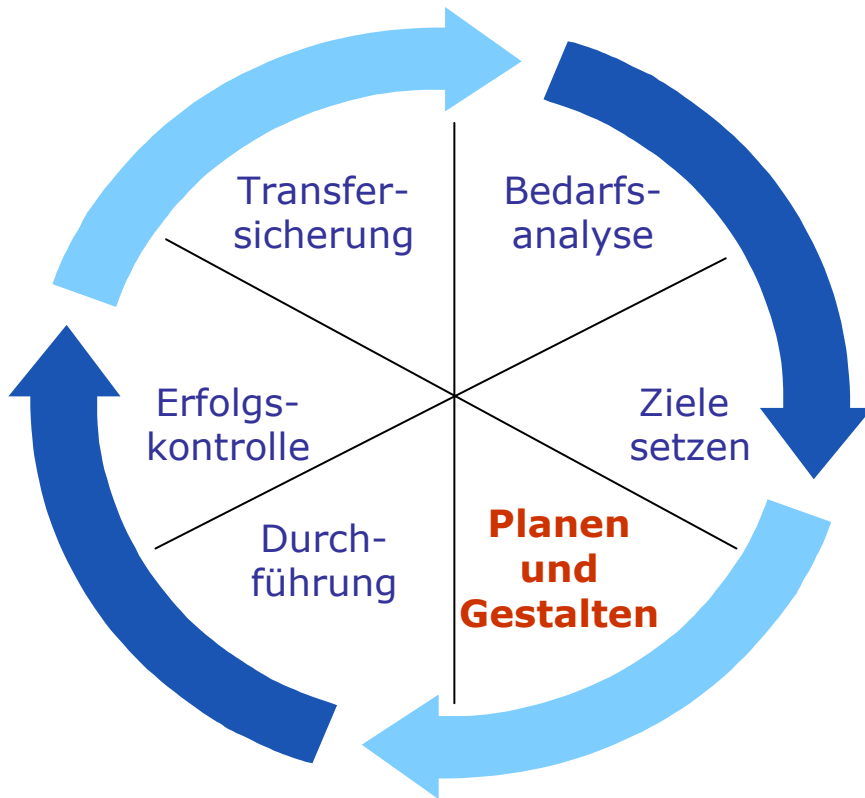 Transfer-
sicherung
Bedarfs-
analyse
Erfolgs-
kontrolle
Ziele
setzen
Durch-
führung
Planen
und
Gestalten